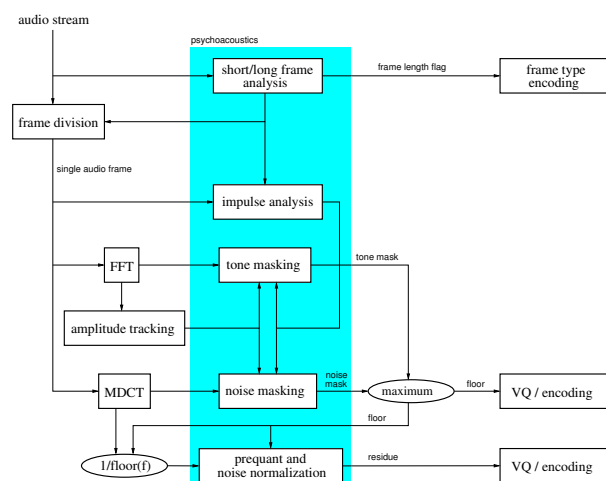 audio stream
psychoacoustics
short/long frame
analysis
frame length flag
frame type
encoding
frame division
single audio frame
impulse analysis
FFT
tone masking
tone mask
amplitude tracking
MDCT
noise masking
noise
mask
maximum
floor
VQ / encoding
floor
1/floor(f)
prequant and
noise normalization
residue
VQ / encoding